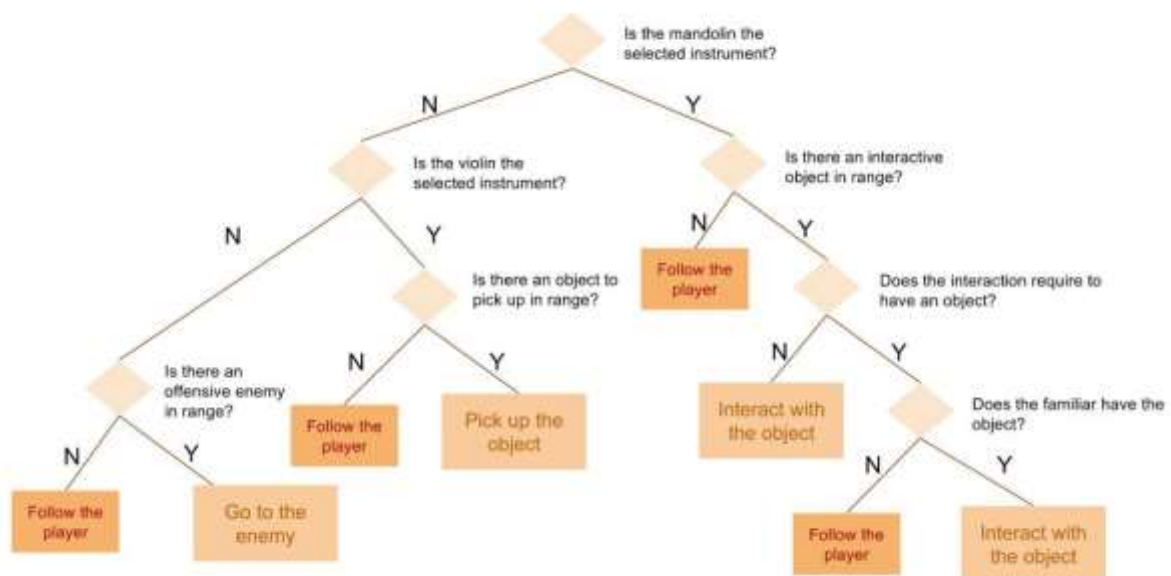 Is the mandolin the
selected instrument?
N
Y
Is the violin the
selected instrument?
Is there an interactive
object in range?
N
Y
N
Y
Follow the
player
Is there an object to
pick up in range?
Does the interaction require to
have an object?
N
Y
N
Y
Is there an
offensive enemy
in range?
Follow the
player
Pick up the
object
Interact with
the object
Does the familiar have the
object?
N
Y
N
Y
Follow the
player
Go to the
enemy
Follow the
player
Interact with
the object